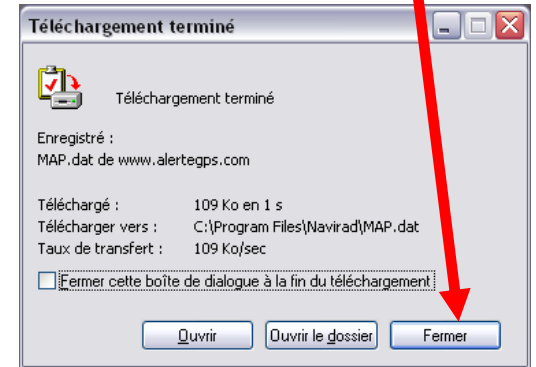 Téléchargement terminé
Téléchargement terminé
Enregistré :
MAP.dat de www.alertegps.com
Téléchargé : 109 Ko en 1 s
Télécharger vers : C:\Program Files\Navirad\MAP.dat
Taux de transfert : 109 Ko/sec
Fermer cette boîte de dialogue à la fin du téléchargement
Ouvrir Ouvrir le dossier Fermer